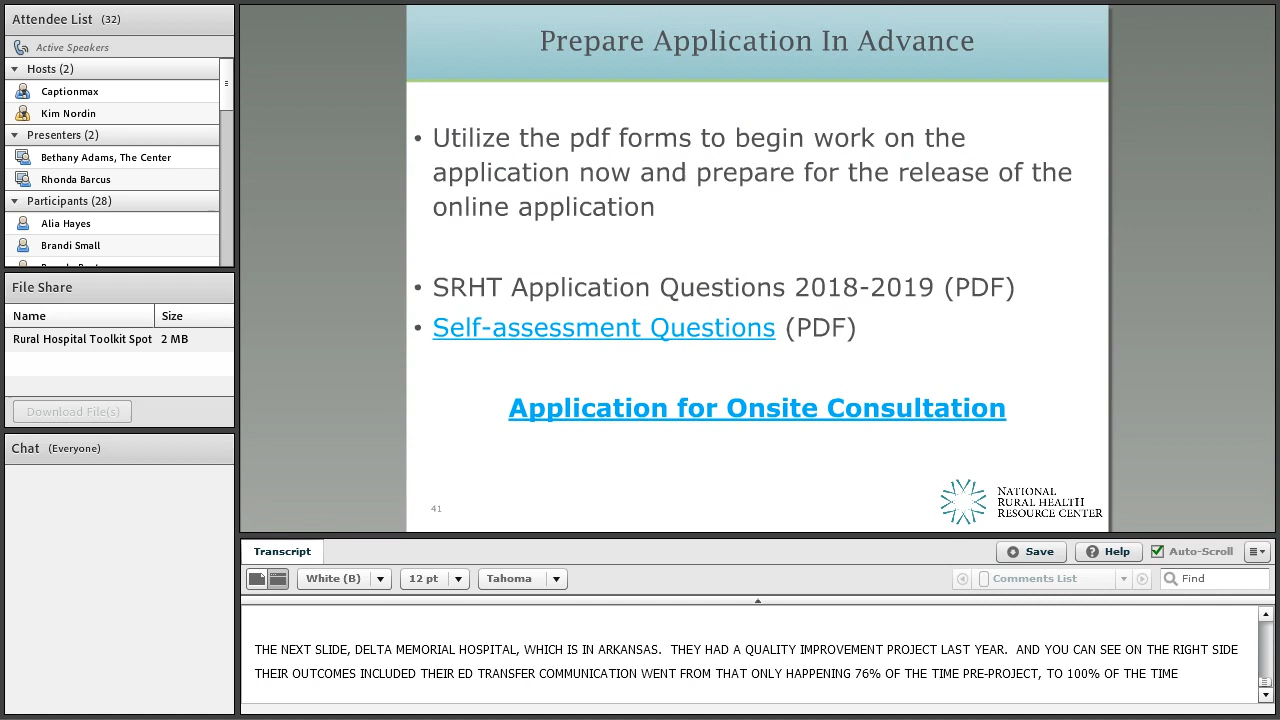 Attendee List (32)
Active Speakers
Hosts (2)
Captionmax
Kim Nordin
Presenters (2)
Bethany Adams, The Center
Rhonda Barcus
Participants (28)
Alia Hayes
Brandi Small
File Share
Name Size
Rural Hospital Toolkit Spot 2 MB
Download File(s)
Chat (Everyone)
Prepare Application In Advance
• Utilize the pdf forms to begin work on the
application now and prepare for the release of the
online application
• SRHT Application Questions 2018-2019 (PDF)
• Self-assessment Questions (PDF)
Application for Onsite Consultation
41
NATIONAL
RURAL HEALTH
RESOURCE CENTER
Transcript
Save Help Auto-Scroll
White (B) 12 pt Tahoma Comments List Find
THE NEXT SLIDE, DELTA MEMORIAL HOSPITAL, WHICH IS IN ARKANSAS. THEY HAD A QUALITY IMPROVEMENT PROJECT LAST YEAR. AND YOU CAN SEE ON THE RIGHT SIDE
THEIR OUTCOMES INCLUDED THEIR ED TRANSFER COMMUNICATION WENT FROM THAT ONLY HAPPENING 76% OF THE TIME PRE-PROJECT, TO 100% OF THE TIME